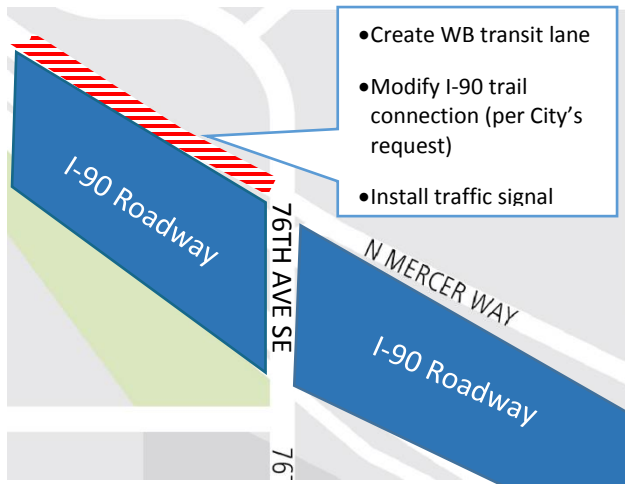 •Create WB transit lane
•Modify I-90 trail
connection (per City’s
request)
•Install traffic signal
I-90 Roadway
76TH AVE SE
N MERCER WAY
I-90 Roadway